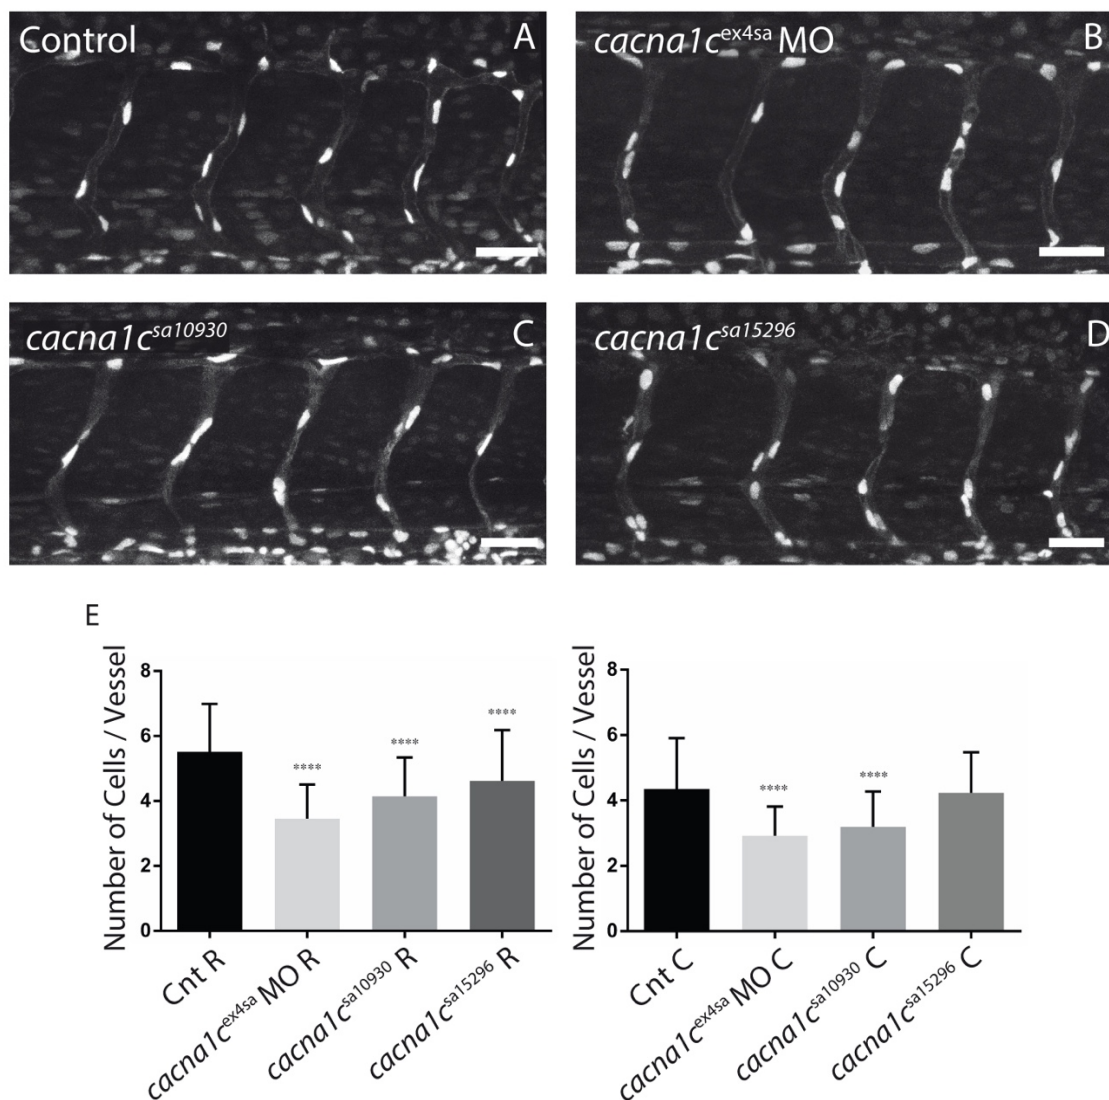 Control A
cacna1c^ex4sa MO B
cacna1c^sa10930 C
cacna1c^sa15296 D
E
Number of Cells / Vessel
8
6
4
2
0
****
****
****
Cnt R
cacna1c^ex4sa MO R
cacna1c^sa10930 R
cacna1c^sa15296 R
Number of Cells / Vessel
8
6
4
2
0
****
****
Cnt C
cacna1c^ex4sa MO C
cacna1c^sa10930 C
cacna1c^sa15296 C